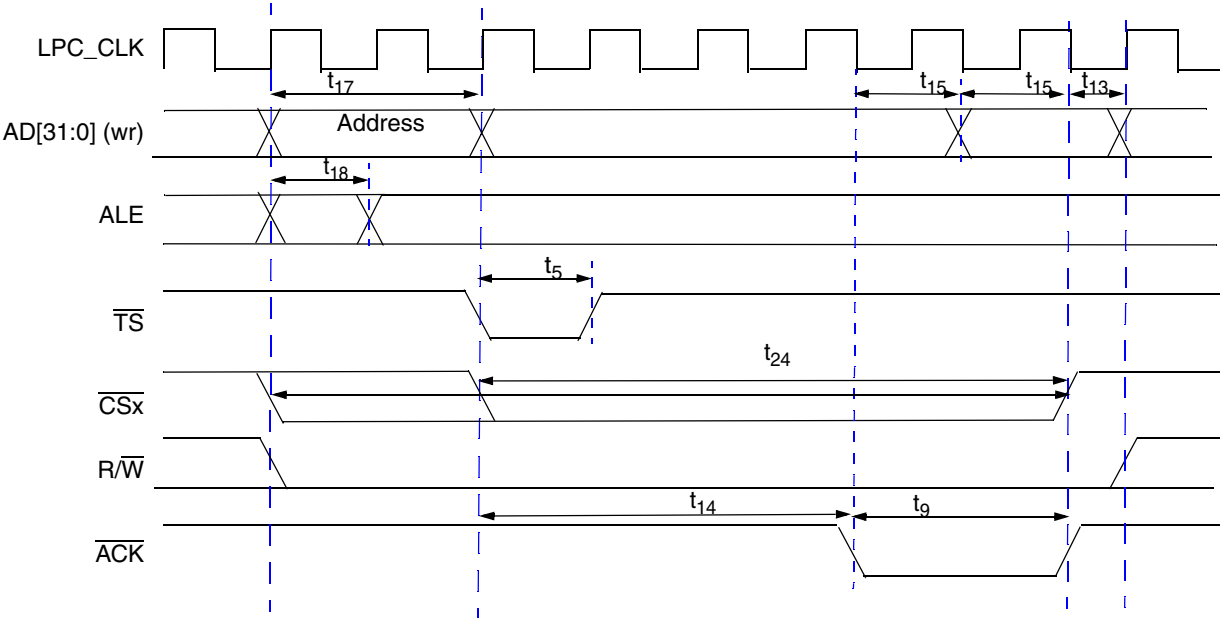 LPC_CLK
t17
t15
t15
t13
AD[31:0] (wr)
Address
t18
ALE
t5
TS
t24
CSx
R/W
t14
t9
ACK